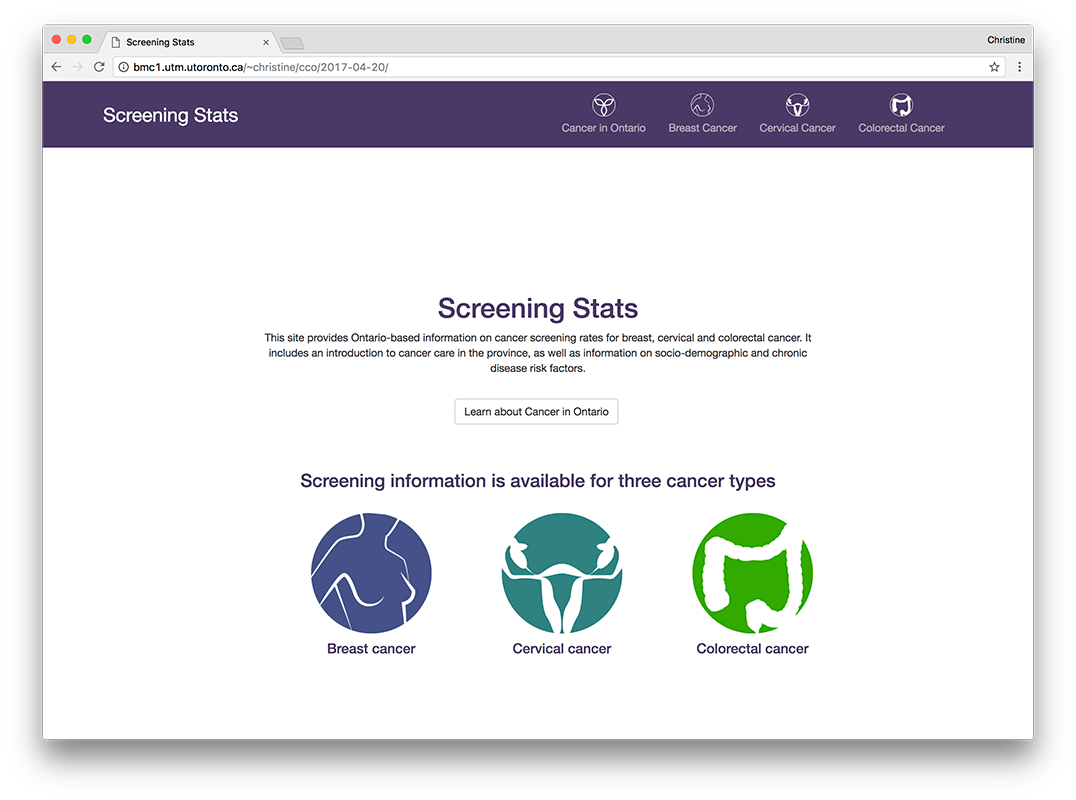 Screening Stats
Christine
bmc1.utm.utoronto.ca/~christine/cco/2017-04-20/
Screening Stats
Cancer in Ontario
Breast Cancer
Cervical Cancer
Colorectal Cancer
Screening Stats
This site provides Ontario-based information on cancer screening rates for breast, cervical and colorectal cancer. It
includes an introduction to cancer care in the province, as well as information on socio-demographic and chronic
disease risk factors.
Learn about Cancer in Ontario
Screening information is available for three cancer types
Breast cancer
Cervical cancer
Colorectal cancer